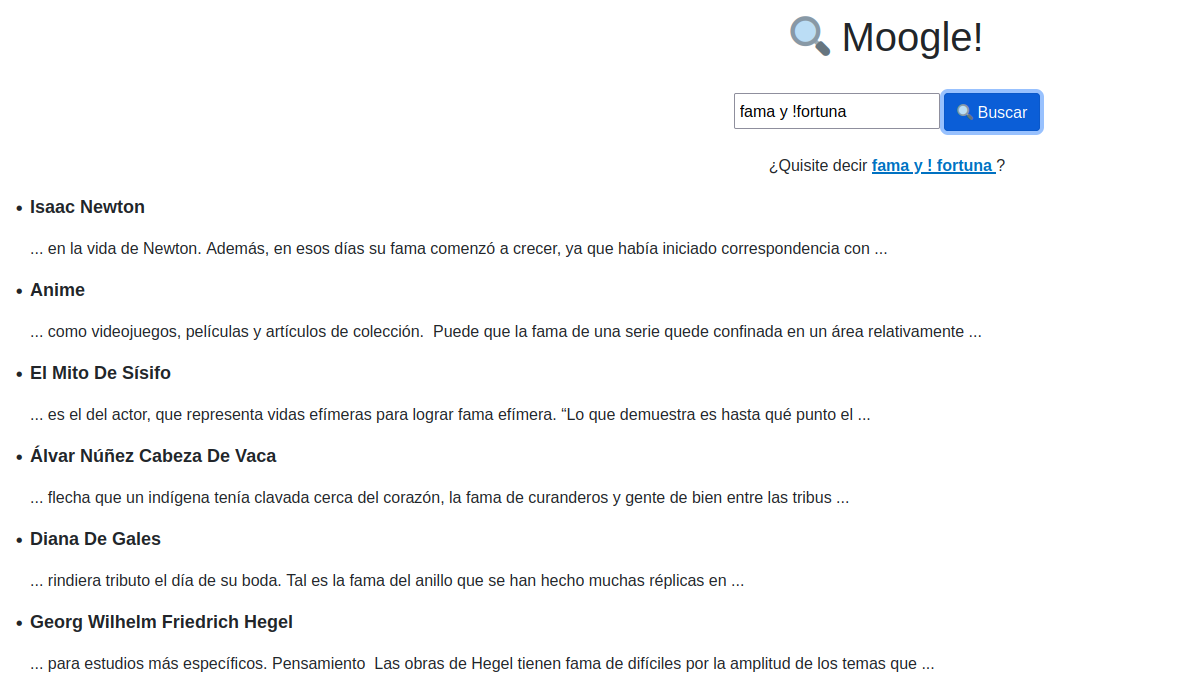 Moogle!
fama y !fortuna
Buscar
¿Quisite decir fama y ! fortuna ?
• Isaac Newton
... en la vida de Newton. Además, en esos días su fama comenzó a crecer, ya que había iniciado correspondencia con ...
• Anime
... como videojuegos, películas y artículos de colección.  Puede que la fama de una serie quede confinada en un área relativamente ...
• El Mito De Sísifo
... es el del actor, que representa vidas efímeras para lograr fama efímera. “Lo que demuestra es hasta qué punto el ...
• Álvar Núñez Cabeza De Vaca
... flecha que un indígena tenía clavada cerca del corazón, la fama de curanderos y gente de bien entre las tribus ...
• Diana De Gales
... rindiera tributo el día de su boda. Tal es la fama del anillo que se han hecho muchas réplicas en ...
• Georg Wilhelm Friedrich Hegel
... para estudios más específicos. Pensamiento  Las obras de Hegel tienen fama de difíciles por la amplitud de los temas que ...